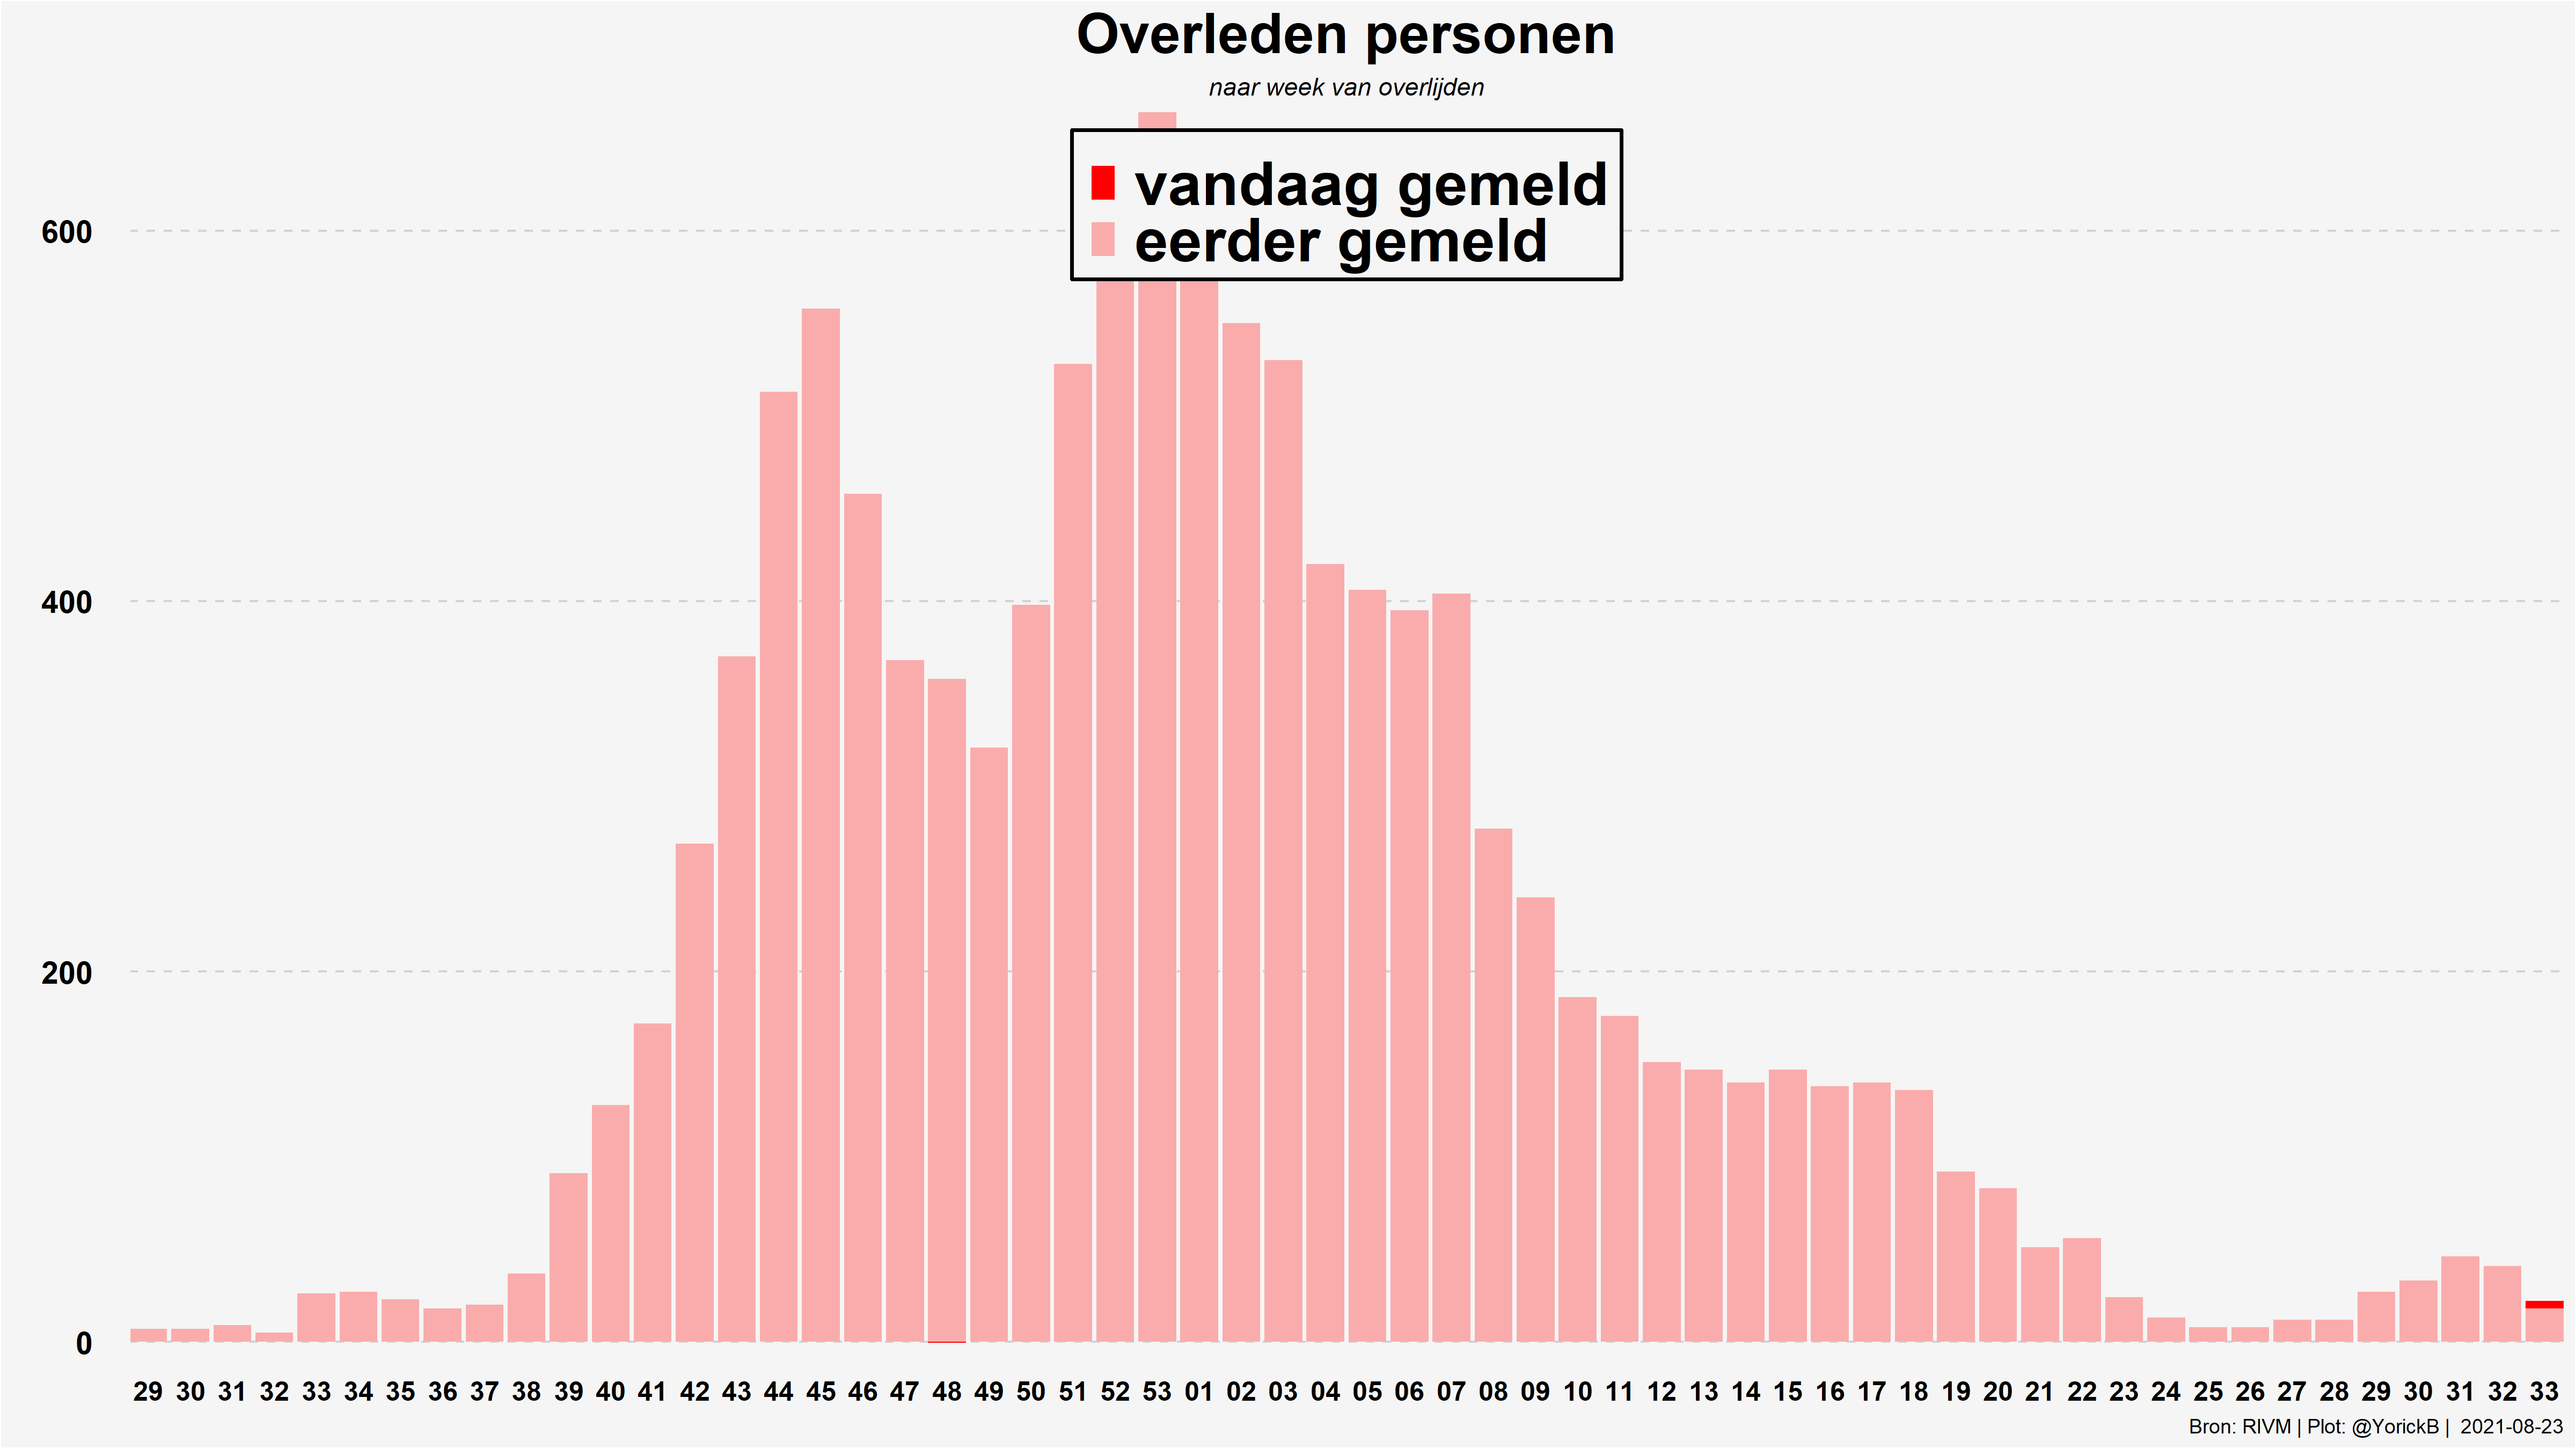 Overleden personen
naar week van overlijden
vandaag gemeld
eerder gemeld
600
400
200
0
29 30 31 32 33 34 35 36 37 38 39 40 41 42 43 44 45 46 47 48 49 50 51 52 53 01 02 03 04 05 06 07 08 09 10 11 12 13 14 15 16 17 18 19 20 21 22 23 24 25 26 27 28 29 30 31 32 33
Bron: RIVM | Plot: @YorickB | 2021-08-23